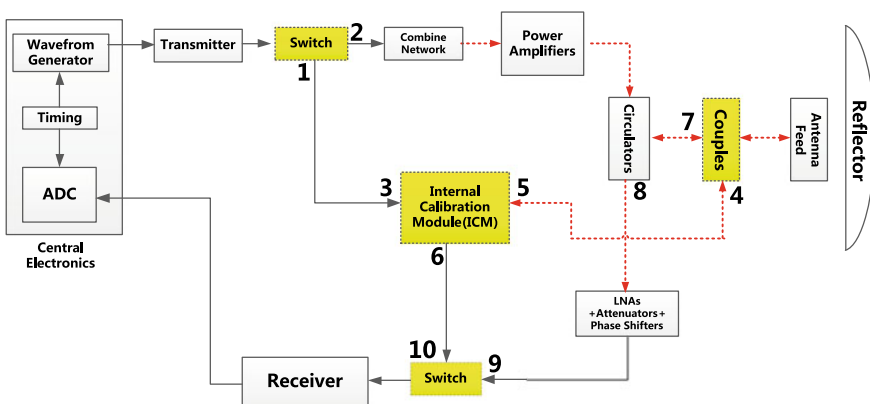 Wavefrom
Generator
Timing
ADC
Central
Electronics
Transmitter
Switch
2
1
Combine
Network
Power
Amplifiers
Circulators
7
8
Couples
4
Antenna
Feed
Reflector
3
Internal
Calibration
Module(ICM)
5
6
LNAs
+Attenuators+
Phase Shifters
10
9
Switch
Receiver